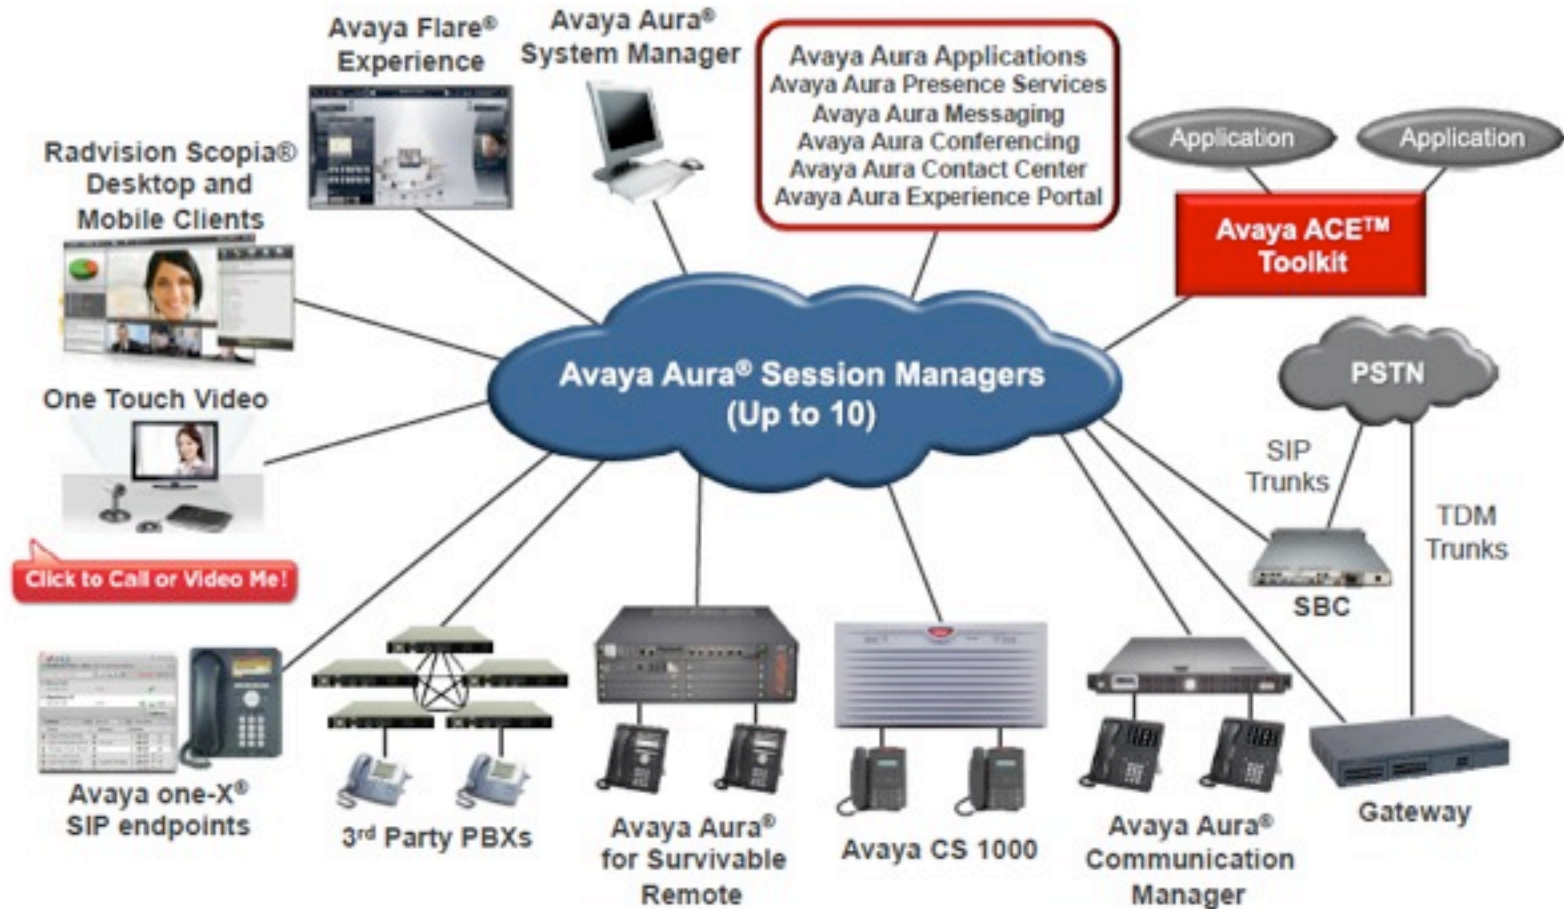 Avaya Flare®
Experience
Avaya Aura®
System Manager
Avaya Aura Applications
Avaya Aura Presence Services
Avaya Aura Messaging
Avaya Aura Conferencing
Avaya Aura Contact Center
Avaya Aura Experience Portal
Application
Application
Avaya ACE™
Toolkit
Radvision Scopia®
Desktop and
Mobile Clients
One Touch Video
Click to Call or Video Me!
Avaya Aura® Session Managers
(Up to 10)
PSTN
SIP
Trunks
TDM
Trunks
SBC
Avaya one-X®
SIP endpoints
3rd Party PBXs
Avaya Aura®
for Survivable
Remote
Avaya CS 1000
Avaya Aura®
Communication
Manager
Gateway